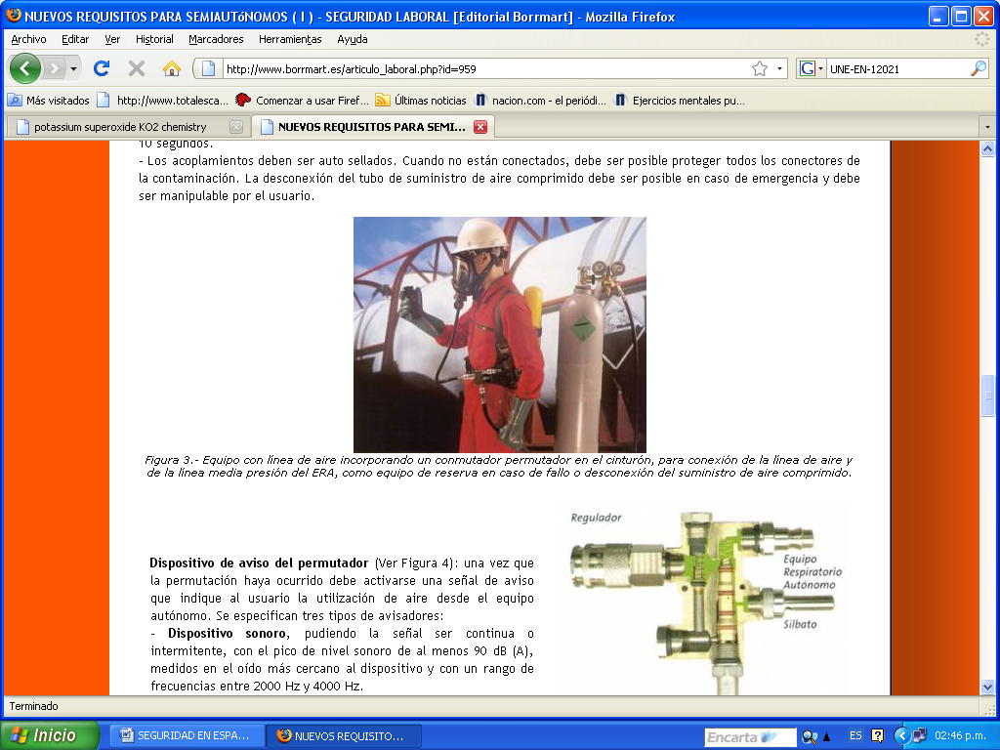 NUEVOS REQUISITOS PARA SEMIAUTóNOMOS ( I ) - SEGURIDAD LABORAL [Editorial Borrmart] - Mozilla Firefox
Archivo Editar Ver Historial Marcadores Herramientas Ayuda
http://www.borrmart.es/articulo_laboral.php?id=959
UNE-EN-12021
Más visitados http://www.totalesca... Comenzar a usar Firef... Últimas noticias nacion.com - el periódi... Ejercicios mentales pu...
potassium superoxide KO2 chemistry NUEVOS REQUISITOS PARA SEMI...
10 segundos.
- Los acoplamientos deben ser auto sellados. Cuando no están conectados, debe ser posible proteger todos los conectores de
la contaminación. La desconexión del tubo de suministro de aire comprimido debe ser posible en caso de emergencia y debe
ser manipulable por el usuario.
Figura 3.- Equipo con línea de aire incorporando un conmutador permutador en el cinturón, para conexión de la línea de aire y
de la línea media presión del ERA, como equipo de reserva en caso de fallo o desconexión del suministro de aire comprimido.
Dispositivo de aviso del permutador (Ver Figura 4): una vez que
la permutación haya ocurrido debe activarse una señal de aviso
que indique al usuario la utilización de aire desde el equipo
autónomo. Se especifican tres tipos de avisadores:
- Dispositivo sonoro, pudiendo la señal ser continua o
intermitente, con el pico de nivel sonoro de al menos 90 dB (A),
medidos en el oído más cercano al dispositivo y con un rango de
frecuencias entre 2000 Hz y 4000 Hz.
Regulador
Equipo
Respiratorio
Autónomo
Silbato
Terminado
Inicio SEGURIDAD EN ESPA... NUEVOS REQUISITO... Encarta ES 02:46 p.m.